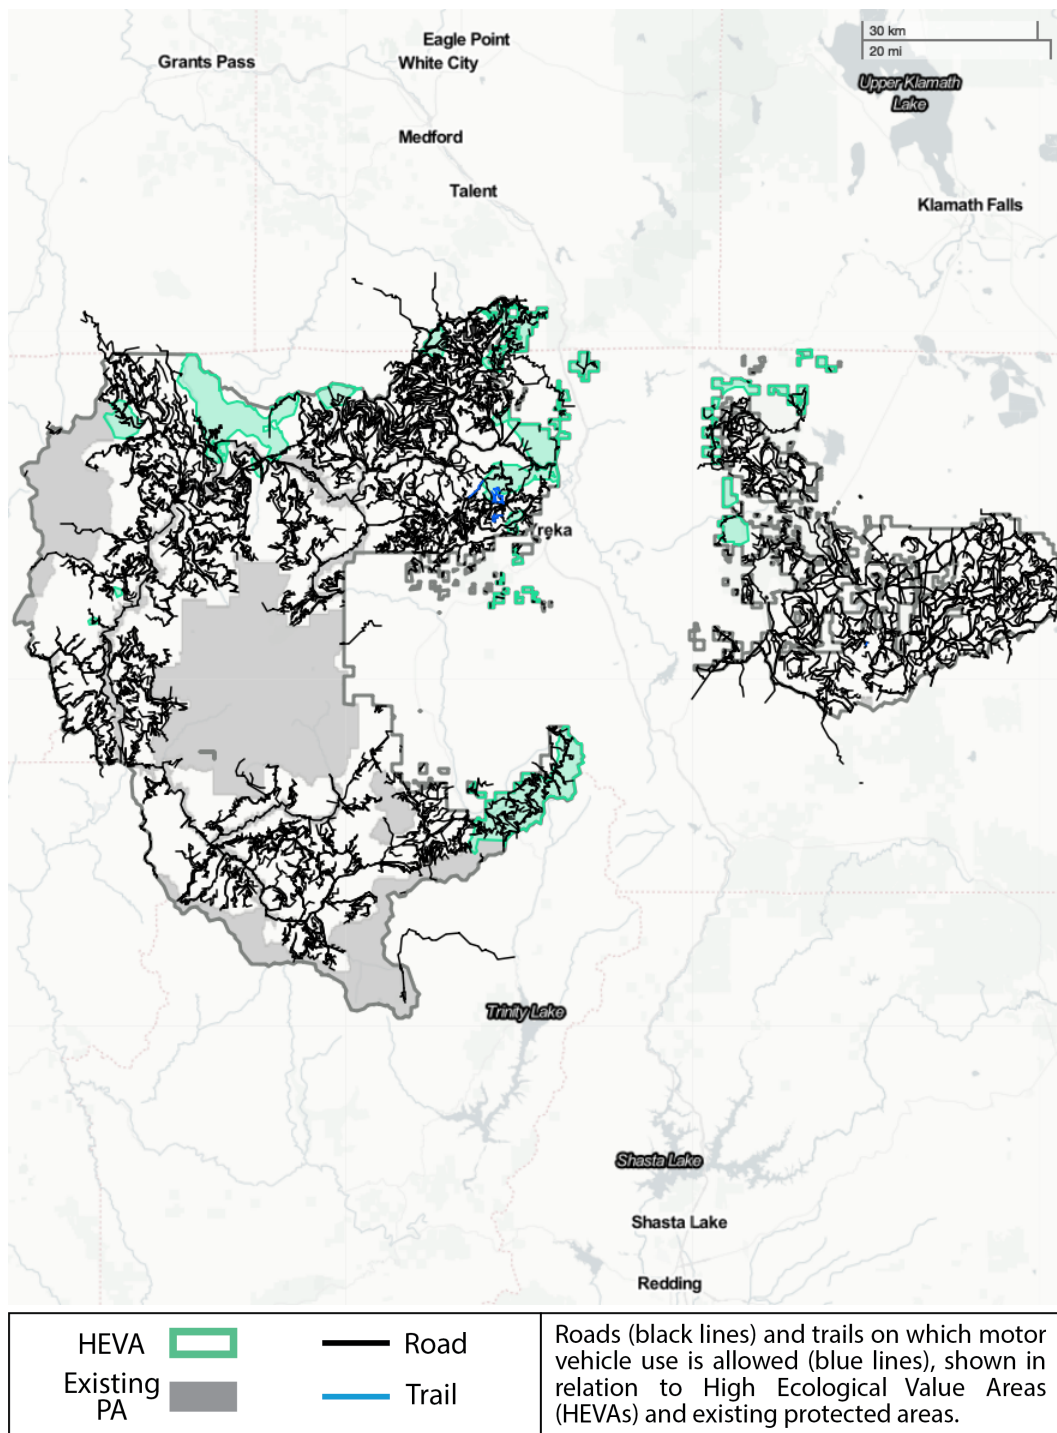 Eagle Point
Grants Pass
White City
30 km
20 mi
Upper Klamath
Lake
Medford
Talent
Klamath Falls
Yreka
Trinity Lake
Shasta Lake
Shasta Lake
Redding
HEVA
Road
Existing
PA
Trail
Roads (black lines) and trails on which motor
vehicle use is allowed (blue lines), shown in
relation to High Ecological Value Areas
(HEVAs) and existing protected areas.